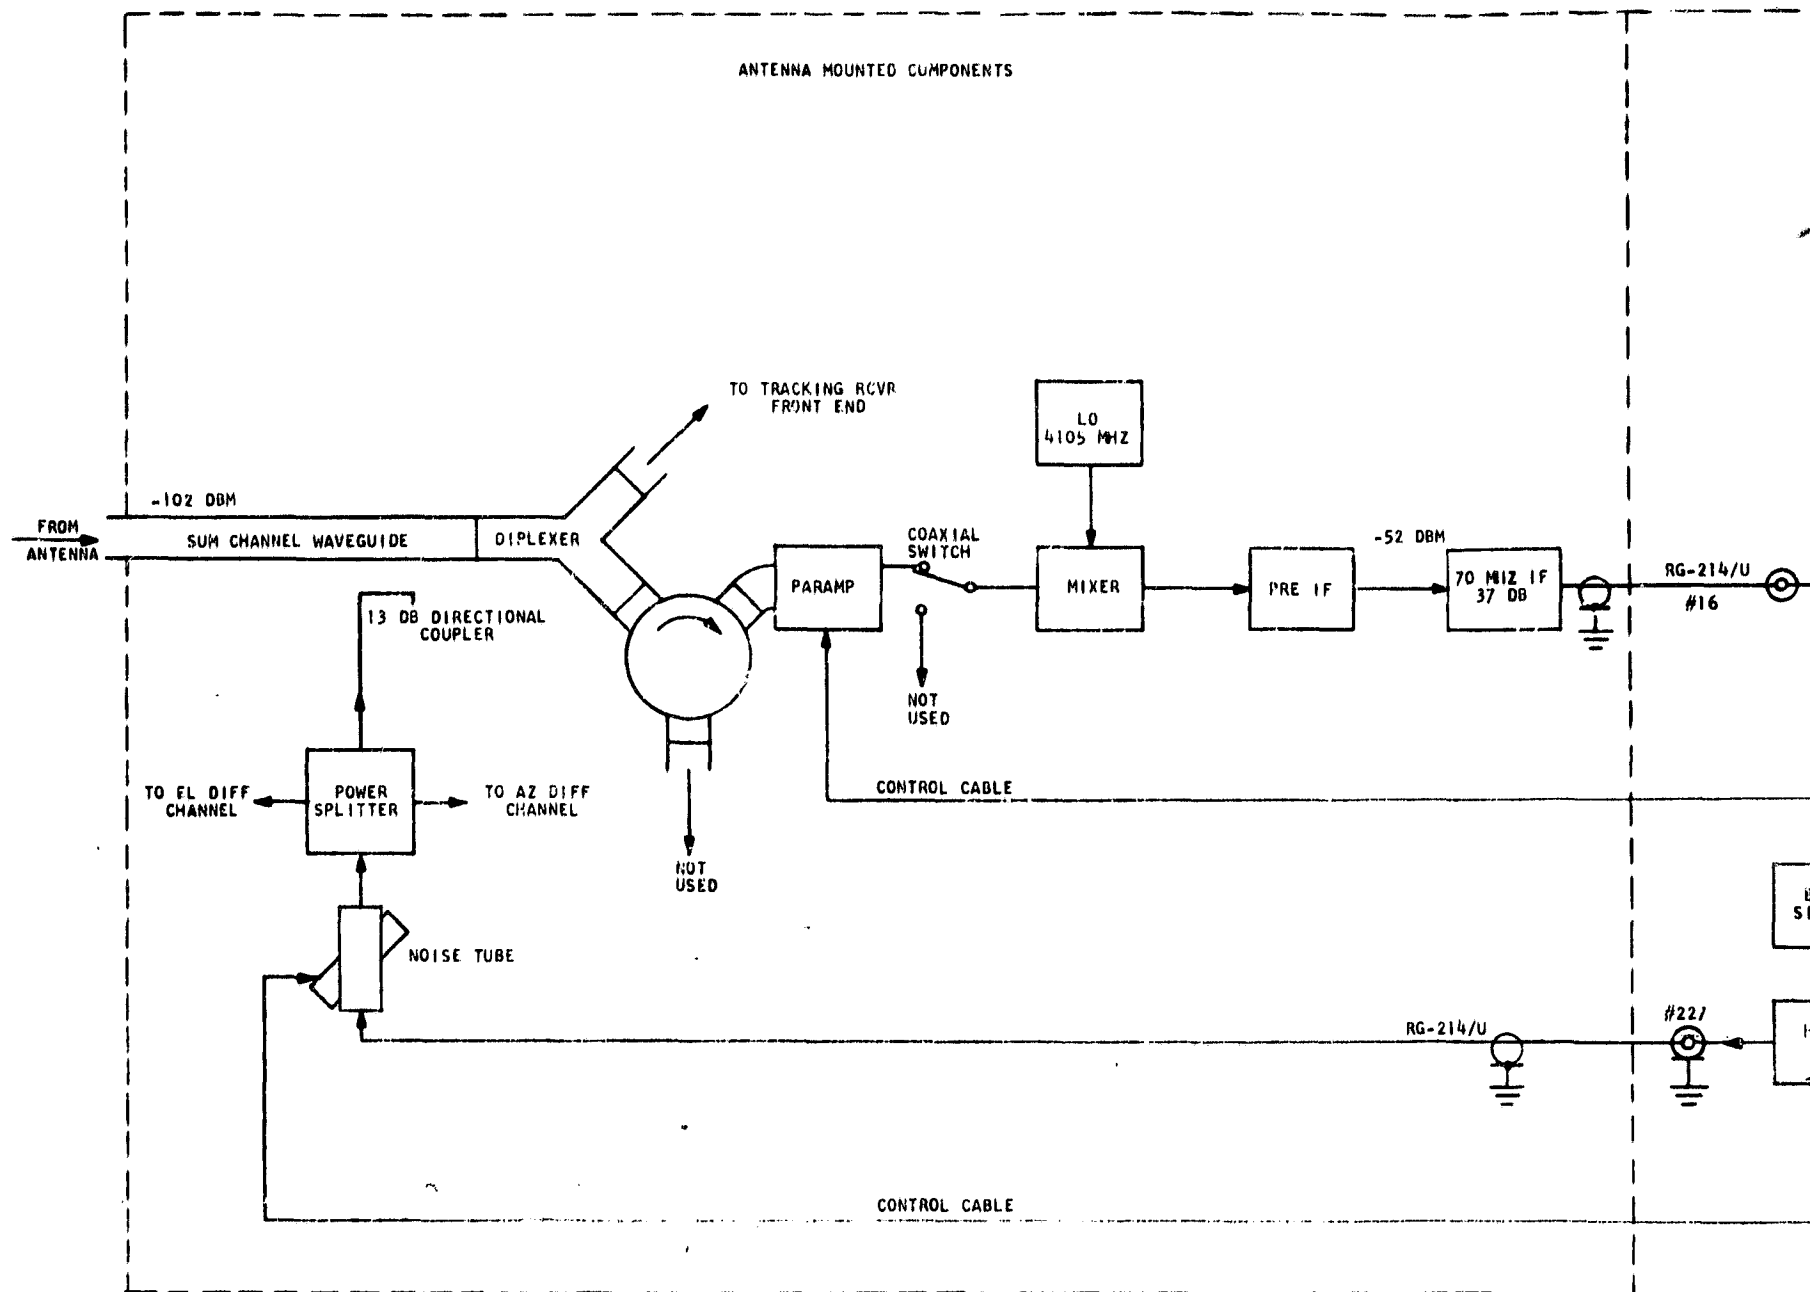 ANTENNA MOUNTED COMPONENTS
TO TRACKING RCVR
FRONT END
LO
4105 MHZ
-102 DBM
FROM
ANTENNA
SUM CHANNEL WAVEGUIDE
DIPLEXER
COAXIAL
SWITCH
PARAMP
MIXER
PRE IF
-52 DBM
70 MHZ IF
37 DB
RG-214/U
#16
13 DB DIRECTIONAL
COUPLER
NOT
USED
TO EL DIFF
CHANNEL
POWER
SPLITTER
TO AZ DIFF
CHANNEL
CONTROL CABLE
NOT
USED
NOISE TUBE
RG-214/U
CONTROL CABLE